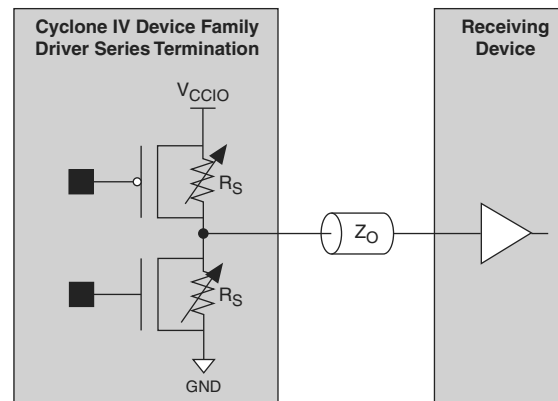 Cyclone IV Device Family
Driver Series Termination
Receiving
Device
VCCIO
RS
ZO
RS
GND